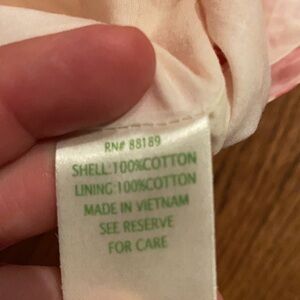 RN# 88189
SHELL:100%COTTON
LINING:100%COTTON
MADE IN VIETNAM
SEE RESERVE
FOR CARE